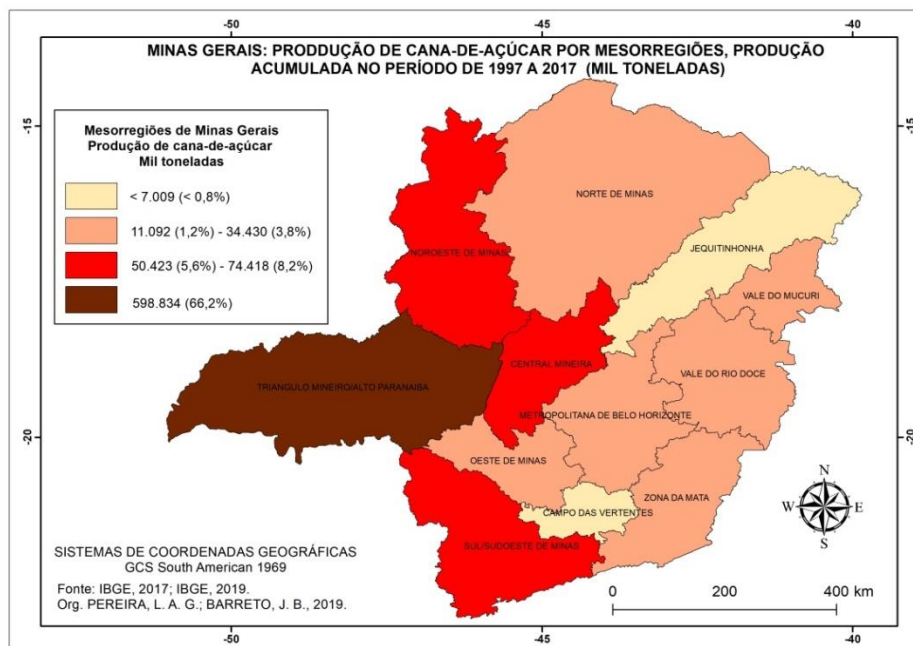 -50
-45
-40
MINAS GERAIS: PRODDUÇÃO DE CANA-DE-AÇÚCAR POR MESORREGIÕES, PRODUÇÃO
ACUMULADA NO PERÍODO DE 1997 A 2017 (MIL TONELADAS)
-15
-15
Mesorregiões de Minas Gerais
Produção de cana-de-açúcar
Mil toneladas
< 7.009 (< 0,8%)
11.092 (1,2%) - 34.430 (3,8%)
50.423 (5,6%) - 74.418 (8,2%)
598.834 (66,2%)
NORTE DE MINAS
JEQUITINHONHA
NOROESTE DE MINAS
VALE DO MUCURI
CENTRAL MINEIRA
VALE DO RIO DOCE
TRIANGULO MINEIRO/ALTO PARANAIBA
METROPOLITANA DE BELO HORIZONTE
-20
-20
OESTE DE MINAS
ZONA DA MATA
CAMPO DAS VERTENTES
SUL/SUDOESTE DE MINAS
N
W
E
S
SISTEMAS DE COORDENADAS GEOGRÁFICAS
GCS South American 1969
Fonte: IBGE, 2017; IBGE, 2019.
Org. PEREIRA, L. A. G.; BARRETO, J. B., 2019.
0
200
400 km
-50
-45
-40